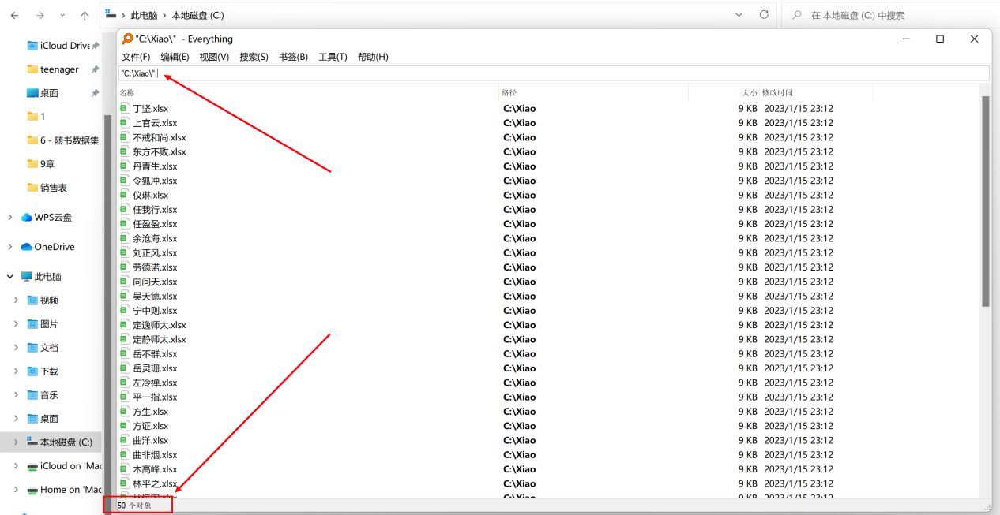 此电脑 › 本地磁盘 (C:)
在 本地磁盘 (C:) 中搜索
iCloud Drive
teenager
桌面
1
6 - 随书数据集
9章
销售表
WPS云盘
OneDrive
此电脑
视频
图片
文档
下载
音乐
桌面
本地磁盘 (C:)
iCloud on 'Mac
Home on 'Mac
"C:\Xiao\" - Everything
文件(F) 编辑(E) 视图(V) 搜索(S) 书签(B) 工具(T) 帮助(H)
"C:\Xiao\"
名称 路径 大小 修改时间
丁坚.xlsx C:\Xiao 9 KB 2023/1/15 23:12
上官云.xlsx C:\Xiao 9 KB 2023/1/15 23:12
不戒和尚.xlsx C:\Xiao 9 KB 2023/1/15 23:12
东方不败.xlsx C:\Xiao 9 KB 2023/1/15 23:12
丹青生.xlsx C:\Xiao 9 KB 2023/1/15 23:12
令狐冲.xlsx C:\Xiao 9 KB 2023/1/15 23:12
仪琳.xlsx C:\Xiao 9 KB 2023/1/15 23:12
任我行.xlsx C:\Xiao 9 KB 2023/1/15 23:12
任盈盈.xlsx C:\Xiao 9 KB 2023/1/15 23:12
余沧海.xlsx C:\Xiao 9 KB 2023/1/15 23:12
刘正风.xlsx C:\Xiao 9 KB 2023/1/15 23:12
劳德诺.xlsx C:\Xiao 9 KB 2023/1/15 23:12
向问天.xlsx C:\Xiao 9 KB 2023/1/15 23:12
吴天德.xlsx C:\Xiao 9 KB 2023/1/15 23:12
宁中则.xlsx C:\Xiao 9 KB 2023/1/15 23:12
定逸师太.xlsx C:\Xiao 9 KB 2023/1/15 23:12
定静师太.xlsx C:\Xiao 9 KB 2023/1/15 23:12
岳不群.xlsx C:\Xiao 9 KB 2023/1/15 23:12
岳灵珊.xlsx C:\Xiao 9 KB 2023/1/15 23:12
左冷禅.xlsx C:\Xiao 9 KB 2023/1/15 23:12
平一指.xlsx C:\Xiao 9 KB 2023/1/15 23:12
方生.xlsx C:\Xiao 9 KB 2023/1/15 23:12
方证.xlsx C:\Xiao 9 KB 2023/1/15 23:12
曲洋.xlsx C:\Xiao 9 KB 2023/1/15 23:12
曲非烟.xlsx C:\Xiao 9 KB 2023/1/15 23:12
木高峰.xlsx C:\Xiao 9 KB 2023/1/15 23:12
林平之.xlsx C:\Xiao 9 KB 2023/1/15 23:12
C:\Xiao 9 KB 2023/1/15 23:12
50 个对象